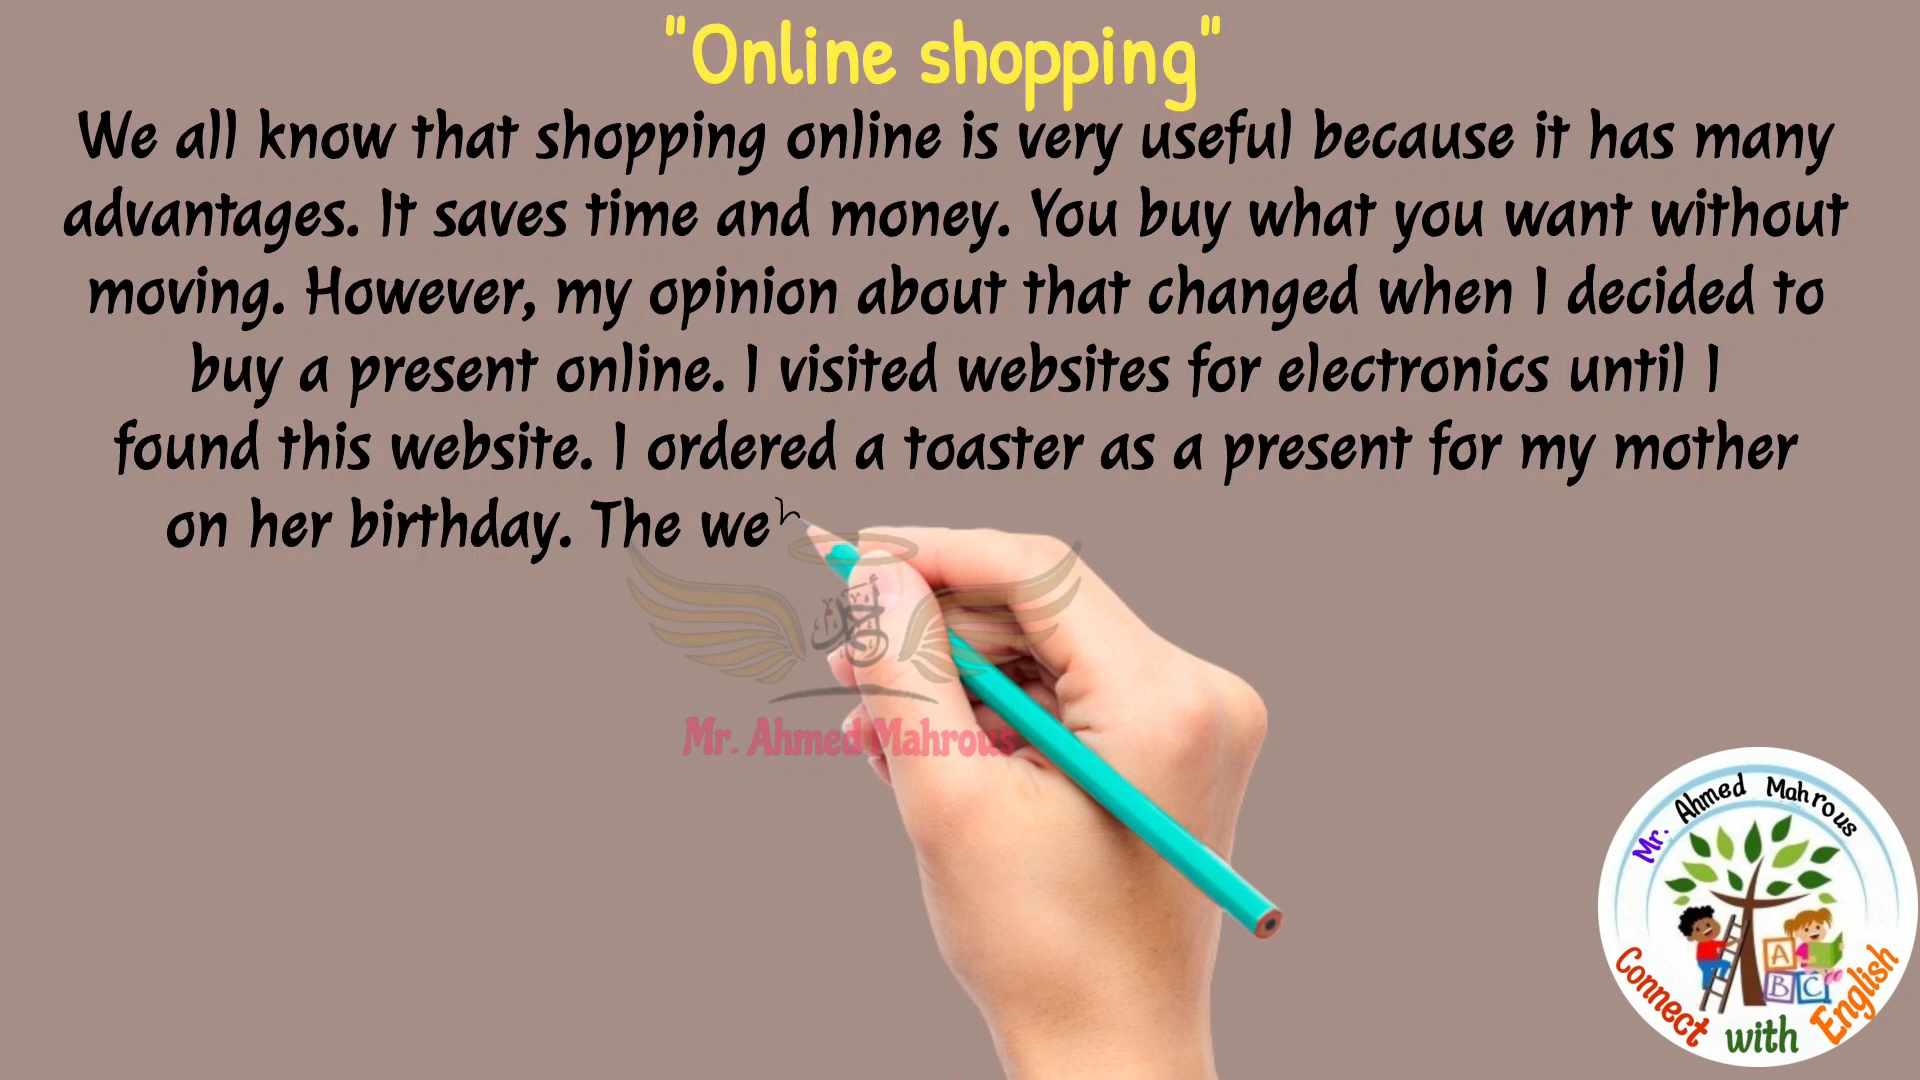 "Online shopping"
We all know that shopping online is very useful because it has many
advantages. It saves time and money. You buy what you want without
moving. However, my opinion about that changed when I decided to
buy a present online. I visited websites for electronics until I
found this website. I ordered a toaster as a present for my mother
on her birthday. The web
أحمد
Mr. Ahmed Mahrous
Mr. Ahmed Mahrous
A
B C
Connect with English